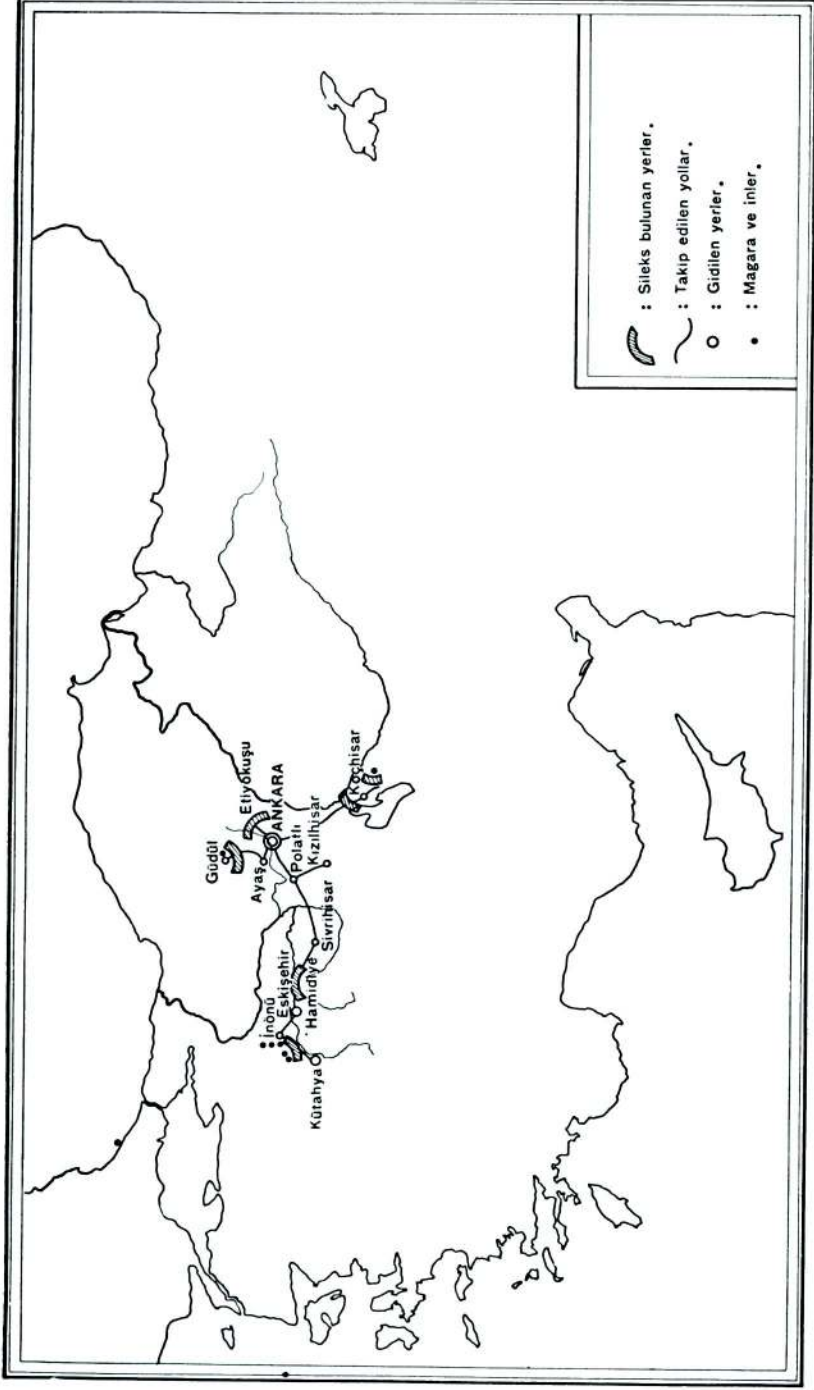 Güdül
Etiyokuşu
Ayaş
ANKARA
Polatlı
Kızılhisar
Koçhisar
Sivrihisar
Hamidiye
Eskişehir
İnönü
Kütahya
: Sileks bulunan yerler.
: Takip edilen yollar.
: Gidilen yerler.
: Magara ve inler.